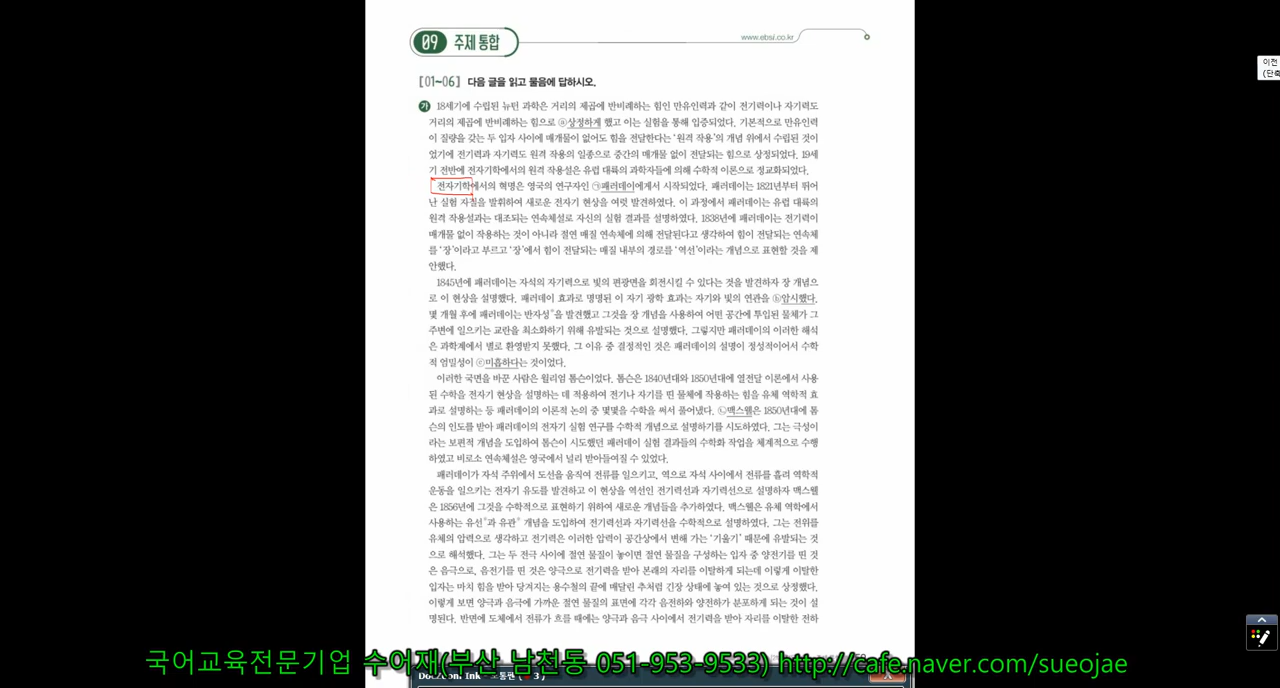 09 주제 통합
www.ebsi.co.kr
[01~06] 다음 글을 읽고 물음에 답하시오.
이전
(단축
가 18세기에 수립된 뉴턴 과학은 거리의 제곱에 반비례하는 힘인 만유인력과 같이 전기력이나 자기력도
거리의 제곱에 반비례하는 힘으로 ⓐ상정하게 했고 이는 실험을 통해 입증되었다. 기본적으로 만유인력
이 질량을 갖는 두 입자 사이에 매개물이 없어도 힘을 전달한다는 '원격 작용'의 개념 위에서 수립된 것이
었기에 전기력과 자기력도 원격 작용의 일종으로 중간의 매개물 없이 전달되는 힘으로 상정되었다. 19세
기 전반에 전자기학에서의 원격 작용설은 유럽 대륙의 과학자들에 의해 수학적 이론으로 정교화되었다.
전자기학에서의 혁명은 영국의 연구자인 ㉠패러데이에게서 시작되었다. 패러데이는 1821년부터 뛰어
난 실험 자질을 발휘하여 새로운 전자기 현상을 여럿 발견하였다. 이 과정에서 패러데이는 유럽 대륙의
원격 작용설과는 대조되는 연속체설로 자신의 실험 결과를 설명하였다. 1838년에 패러데이는 전기력이
매개물 없이 작용하는 것이 아니라 절연 매질 연속체에 의해 전달된다고 생각하여 힘이 전달되는 연속체
를 '장'이라고 부르고 '장'에서 힘이 전달되는 매질 내부의 경로를 '역선'이라는 개념으로 표현할 것을 제
안했다.
1845년에 패러데이는 자석의 자기력으로 빛의 편광면을 회전시킬 수 있다는 것을 발견하자 장 개념으
로 이 현상을 설명했다. 패러데이 효과로 명명된 이 자기 광학 효과는 자기와 빛의 연관을 ⓑ암시했다.
몇 개월 후에 패러데이는 반자성*을 발견했고 그것을 장 개념을 사용하여 어떤 공간에 투입된 물체가 그
주변에 일으키는 교란을 최소화하기 위해 유발되는 것으로 설명했다. 그렇지만 패러데이의 이러한 해석
은 과학계에서 별로 환영받지 못했다. 그 이유 중 결정적인 것은 패러데이의 설명이 정성적이어서 수학
적 엄밀성이 ⓒ미흡하다는 것이었다.
이러한 국면을 바꾼 사람은 윌리엄 톰슨이었다. 톰슨은 1840년대와 1850년대에 열전달 이론에서 사용
된 수학을 전자기 현상을 설명하는 데 적용하여 전기나 자기를 띤 물체에 작용하는 힘을 유체 역학적 효
과로 설명하는 등 패러데이의 이론적 논의 중 몇몇을 수학을 써서 풀어냈다. ㉡맥스웰은 1850년대에 톰
슨의 인도를 받아 패러데이의 전자기 실험 연구를 수학적 개념으로 설명하기를 시도하였다. 그는 극성이
라는 보편적 개념을 도입하여 톰슨이 시도했던 패러데이 실험 결과들의 수학화 작업을 체계적으로 수행
하였고 비로소 연속체설은 영국에서 널리 받아들여질 수 있었다.
패러데이가 자석 주위에서 도선을 움직여 전류를 일으키고, 역으로 자석 사이에서 전류를 흘려 역학적
운동을 일으키는 전자기 유도를 발견하고 이 현상을 역선인 전기력선과 자기력선으로 설명하자 맥스웰
은 1856년에 그것을 수학적으로 표현하기 위하여 새로운 개념들을 추가하였다. 맥스웰은 유체 역학에서
사용하는 유선*과 유관* 개념을 도입하여 전기력선과 자기력선을 수학적으로 설명하였다. 그는 전위를
유체의 압력으로 생각하고 전기력은 이러한 압력이 공간상에서 변해 가는 '기울기' 때문에 유발되는 것
으로 해석했다. 그는 두 전극 사이에 절연 물질이 놓이면 절연 물질을 구성하는 입자 중 양전기를 띤 것
은 음극으로, 음전기를 띤 것은 양극으로 전기력을 받아 본래의 자리를 이탈하게 되는데 이렇게 이탈한
입자는 마치 힘을 받아 당겨지는 용수철의 끝에 매달린 추처럼 긴장 상태에 놓여 있는 것으로 상정했다.
이렇게 보면 양극과 음극에 가까운 절연 물질의 표면에 각각 음전하와 양전하가 분포하게 되는 것이 설
명된다. 반면에 도체에서 전류가 흐를 때에는 양극과 음극 사이에서 전기력을 받아 자리를 이탈한 전하
국어교육전문기업 수어재(부산 남천동 051-953-9533) http://cafe.naver.com/sueojae